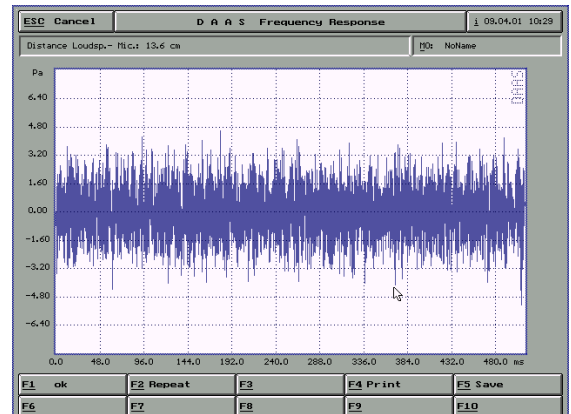 ESC Cancel
D A A S Frequency Response
i 09.04.01 10:29
Distance Loudsp.- Mic.: 13.6 cm
M0: NoName
Pa
DAAS
6.40
4.80
3.20
1.60
0.00
-1.60
-3.20
-4.80
-6.40
0.0 48.0 96.0 144.0 192.0 240.0 288.0 336.0 384.0 432.0 480.0 ms
F1 ok
F2 Repeat
F3
F4 Print
F5 Save
F6
F7
F8
F9
F10